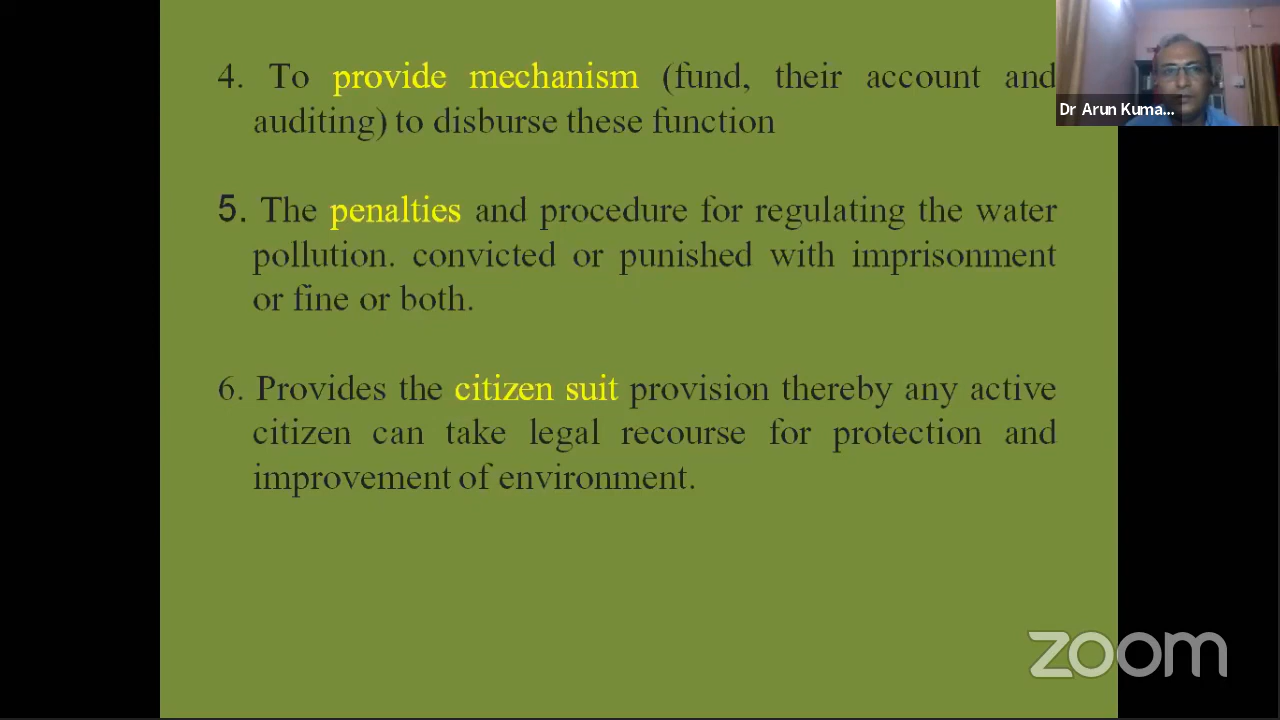 4. To provide mechanism (fund, their account and
auditing) to disburse these function
Dr Arun Kuma...
5. The penalties and procedure for regulating the water
pollution. convicted or punished with imprisonment
or fine or both.
6. Provides the citizen suit provision thereby any active
citizen can take legal recourse for protection and
improvement of environment.
zoom